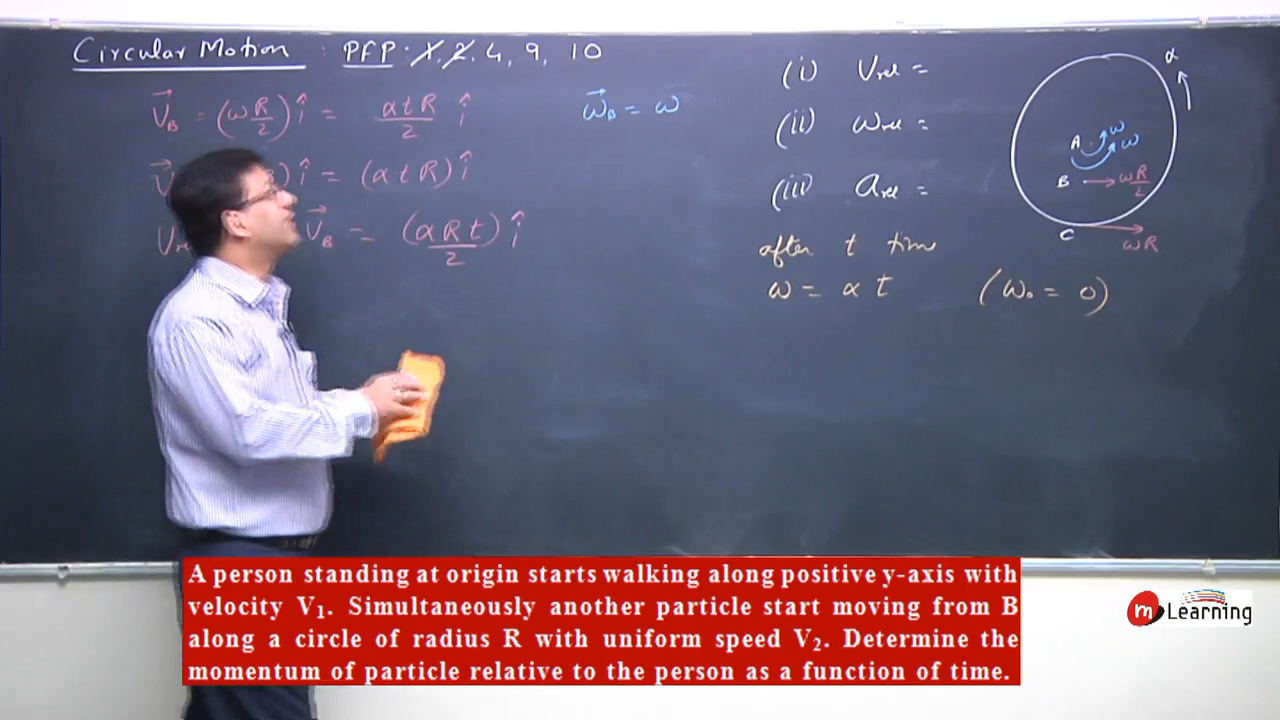 Circular Motion : PFP. 1, 2, 4, 9, 10
V⃗_B = (ωR/2) î = αtR/2 î
V⃗ ) î = (αtR) î
V⃗_B = (αRt)/2 î
ω⃗_B = ω
(i) V_rel =
(ii) ω_rel =
(iii) a_rel =
after t time
ω = αt (ω₀ = 0)
α
A ω
ω
B ωR/2
C ωR
A person standing at origin starts walking along positive y-axis with
velocity V₁. Simultaneously another particle start moving from B
along a circle of radius R with uniform speed V₂. Determine the
momentum of particle relative to the person as a function of time.
m Learning